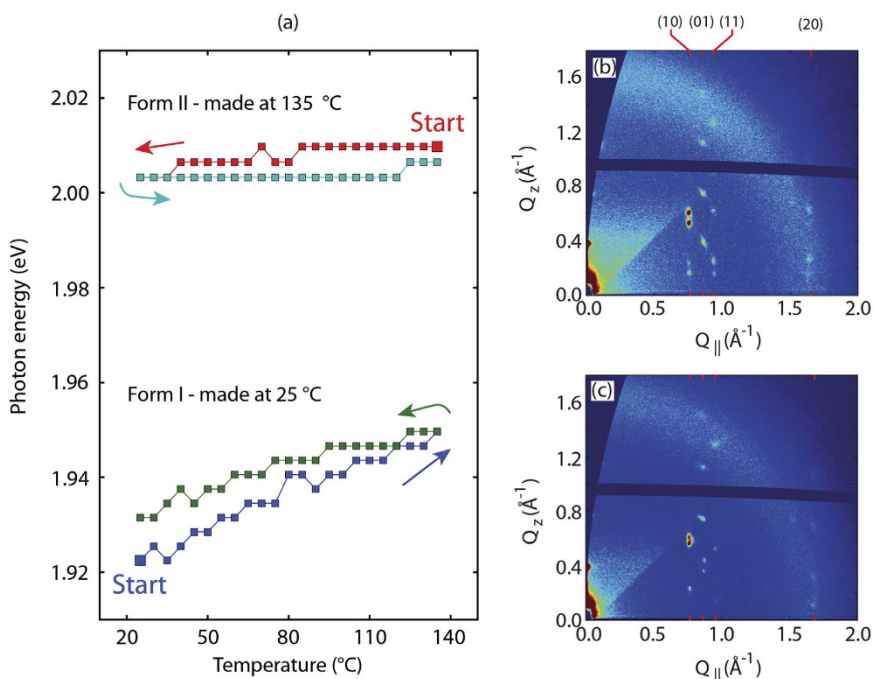 (a)
2.02
2.00
1.98
1.96
1.94
1.92
Photon energy (eV)
Form II - made at 135 °C
Start
Form I - made at 25 °C
Start
20 50 80 110 140
Temperature (°C)
(10) (01) (11) (20)
(b)
1.6
1.2
0.8
0.4
0.0
Q_z (Å⁻¹)
0.0 0.5 1.0 1.5 2.0
Q_|| (Å⁻¹)
(c)
1.6
1.2
0.8
0.4
0.0
Q_z (Å⁻¹)
0.0 0.5 1.0 1.5 2.0
Q_|| (Å⁻¹)